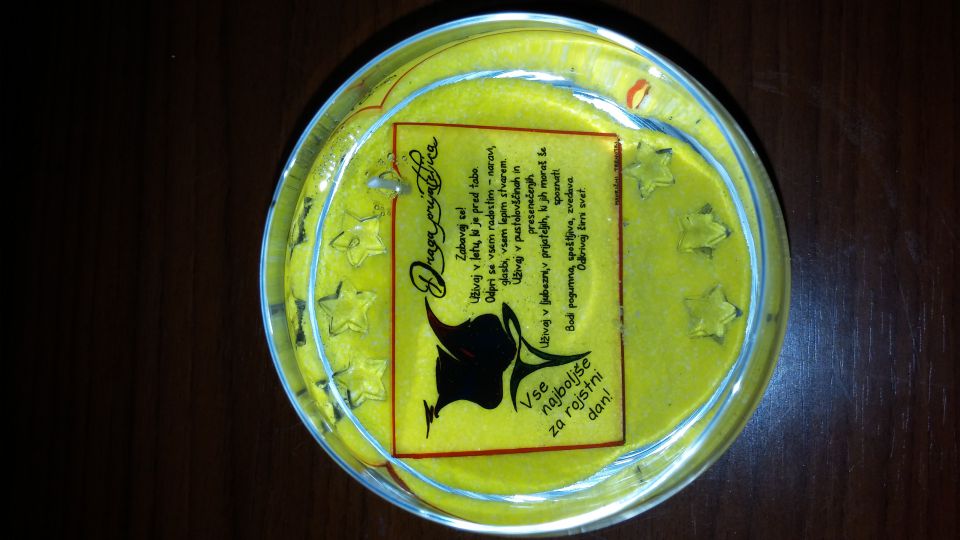 Draga prijateljica
Zabavaj se!
Uživaj v letu, ki je pred tabo.
Odpri se vsem radostim - naravi,
glasbi, vsem lepim stvarem.
Uživaj v pustolovščinah in
presenečenjih.
Uživaj v ljubezni, v prijateljih, ki jih moraš še
spoznati.
Bodi pogumna, spoštljiva, zvedava.
Odkrivaj širni svet.
Vse
najboljše
za rojstni
dan!